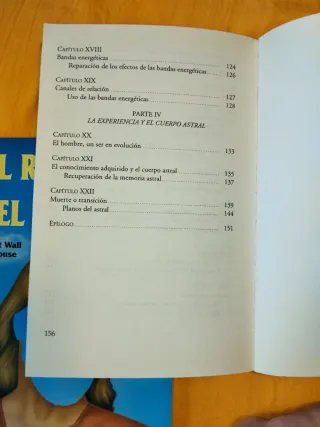 CAPÍTULO XVIII
Bandas energéticas 124
Reparación de los efectos de las bandas energéticas 126
CAPÍTULO XIX
Canales de relación 127
Uso de las bandas energéticas 128
PARTE IV
LA EXPERIENCIA Y EL CUERPO ASTRAL
CAPÍTULO XX
El hombre, un ser en evolución 133
CAPÍTULO XXI
El conocimiento adquirido y el cuerpo astral 135
Recuperación de la memoria astral 137
CAPÍTULO XXII
Muerte o transición 139
Planos del astral 144
EPÍLOGO 151
156
EL
Wall